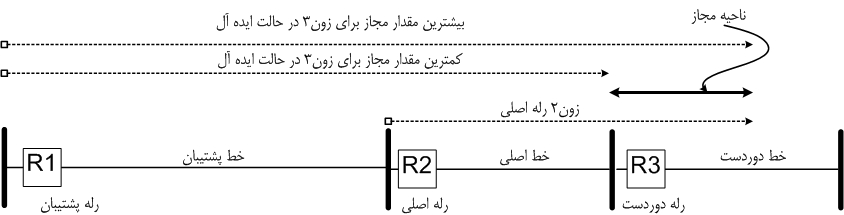 بیشترین مقدار مجاز برای زون۳ در حالت ایده آل
ناحیه مجاز
کمترین مقدار مجاز برای زون۳ در حالت ایده آل
زون۲ رله اصلی
خط پشتیبان
خط اصلی
خط دوردست
R1
R2
R3
رله پشتیبان
رله اصلی
رله دوردست